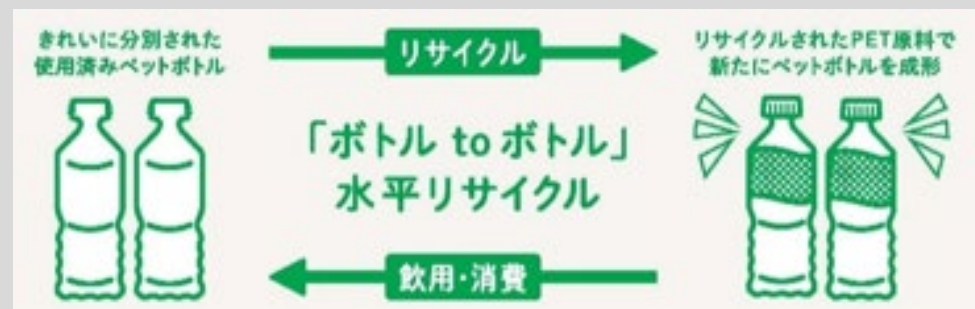 きれいに分別された
使用済みペットボトル
リサイクル
リサイクルされたPET原料で
新たにペットボトルを成形
「ボトル to ボトル」
水平リサイクル
飲用・消費